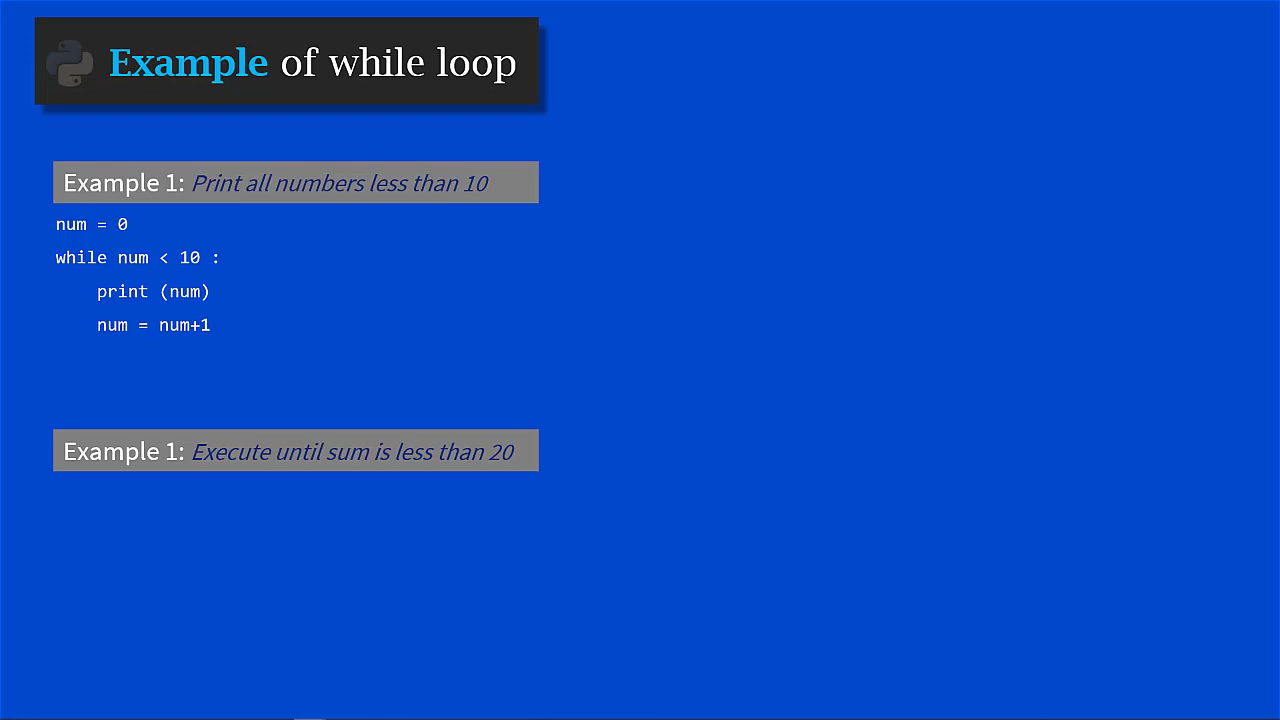 Example of while loop
Example 1: Print all numbers less than 10
num = 0
while num < 10 :
    print (num)
    num = num+1
Example 1: Execute until sum is less than 20